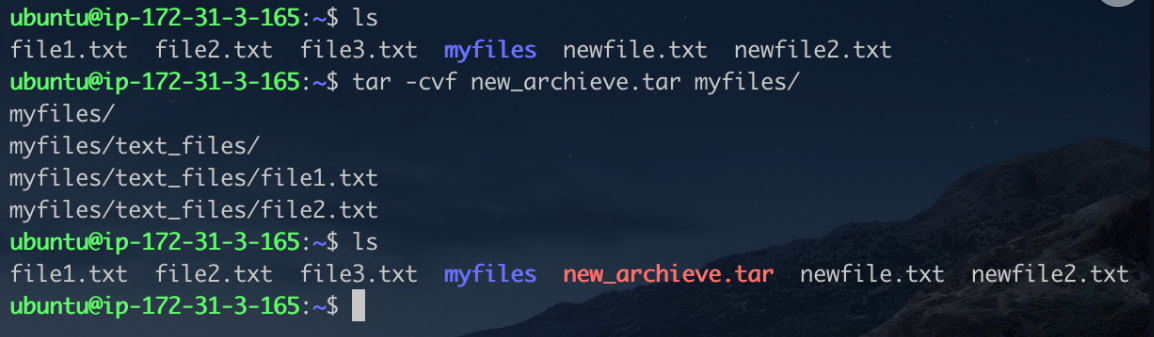 ubuntu@ip-172-31-3-165:~$ ls
file1.txt  file2.txt  file3.txt  myfiles  newfile.txt  newfile2.txt
ubuntu@ip-172-31-3-165:~$ tar -cvf new_archieve.tar myfiles/
myfiles/
myfiles/text_files/
myfiles/text_files/file1.txt
myfiles/text_files/file2.txt
ubuntu@ip-172-31-3-165:~$ ls
file1.txt  file2.txt  file3.txt  myfiles  new_archieve.tar  newfile.txt  newfile2.txt
ubuntu@ip-172-31-3-165:~$